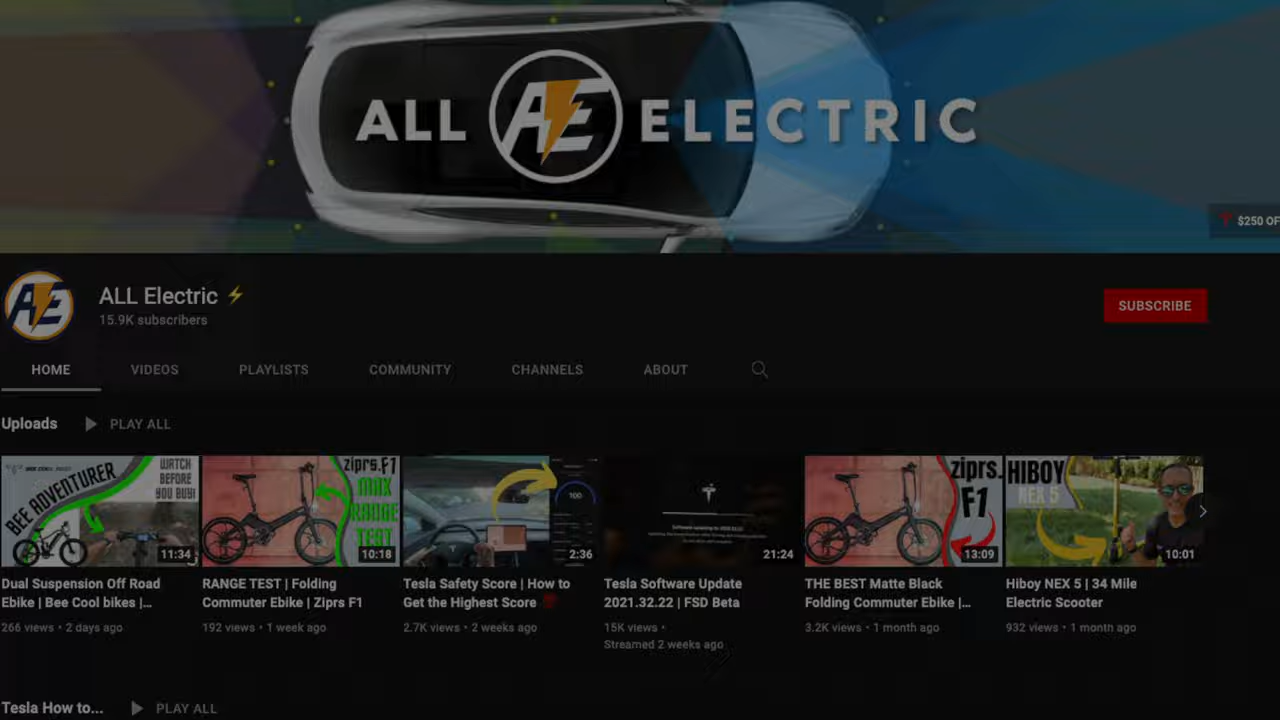 ALL AE ELECTRIC
$250 OF
AE
ALL Electric ⚡
15.9K subscribers
SUBSCRIBE
HOME VIDEOS PLAYLISTS COMMUNITY CHANNELS ABOUT
Uploads PLAY ALL
BEE ADVENTURER
WATCH
BEFORE
YOU BUY!
11:34
ziprs.F1
MAX
RANGE
TEST
10:18
100
2:36
21:24
ziprs.
F1
13:09
HIBOY
NEX 5
10:01
Dual Suspension Off Road
Ebike | Bee Cool bikes |...
266 views • 2 days ago
RANGE TEST | Folding
Commuter Ebike | Ziprs F1
192 views • 1 week ago
Tesla Safety Score | How to
Get the Highest Score 💯
2.7K views • 2 weeks ago
Tesla Software Update
2021.32.22 | FSD Beta
15K views •
Streamed 2 weeks ago
THE BEST Matte Black
Folding Commuter Ebike |...
3.2K views • 1 month ago
Hiboy NEX 5 | 34 Mile
Electric Scooter
932 views • 1 month ago
Tesla How to... PLAY ALL